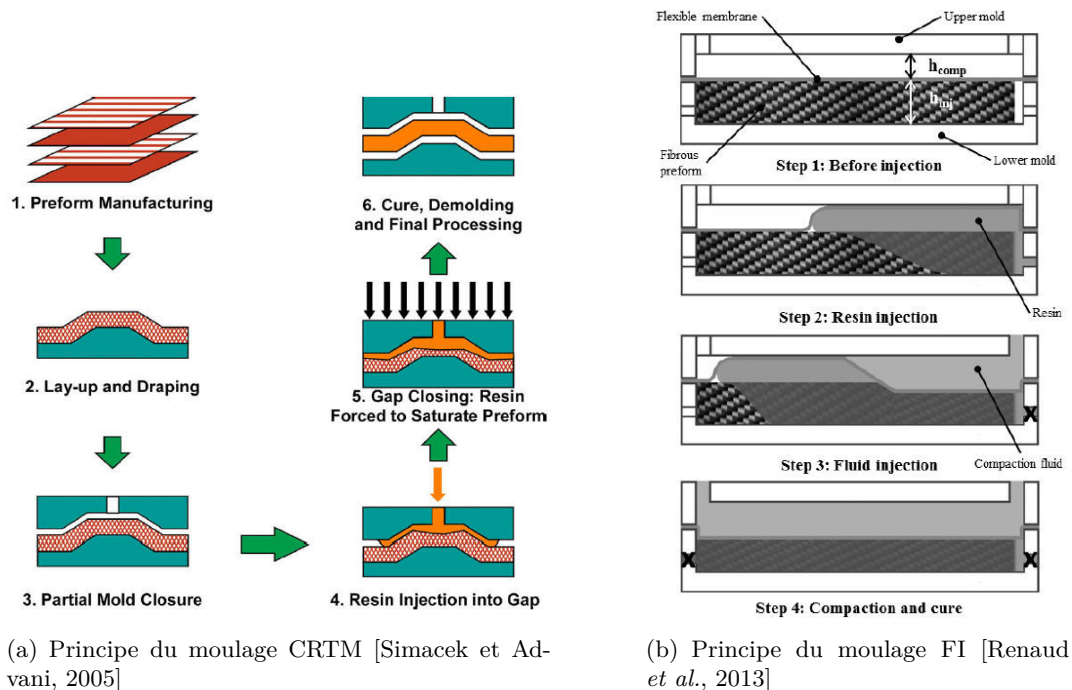 1. Preform Manufacturing
2. Lay-up and Draping
3. Partial Mold Closure
4. Resin Injection into Gap
5. Gap Closing: Resin
Forced to Saturate Preform
6. Cure, Demolding
and Final Processing
(a) Principe du moulage CRTM [Simacek et Ad-
vani, 2005]
Flexible membrane
Upper mold
h_comp
h_inj
Fibrous
preform
Lower mold
Step 1: Before injection
Resin
Step 2: Resin injection
Compaction fluid
Step 3: Fluid injection
X
X
X
Step 4: Compaction and cure
(b) Principe du moulage FI [Renaud
et al., 2013]